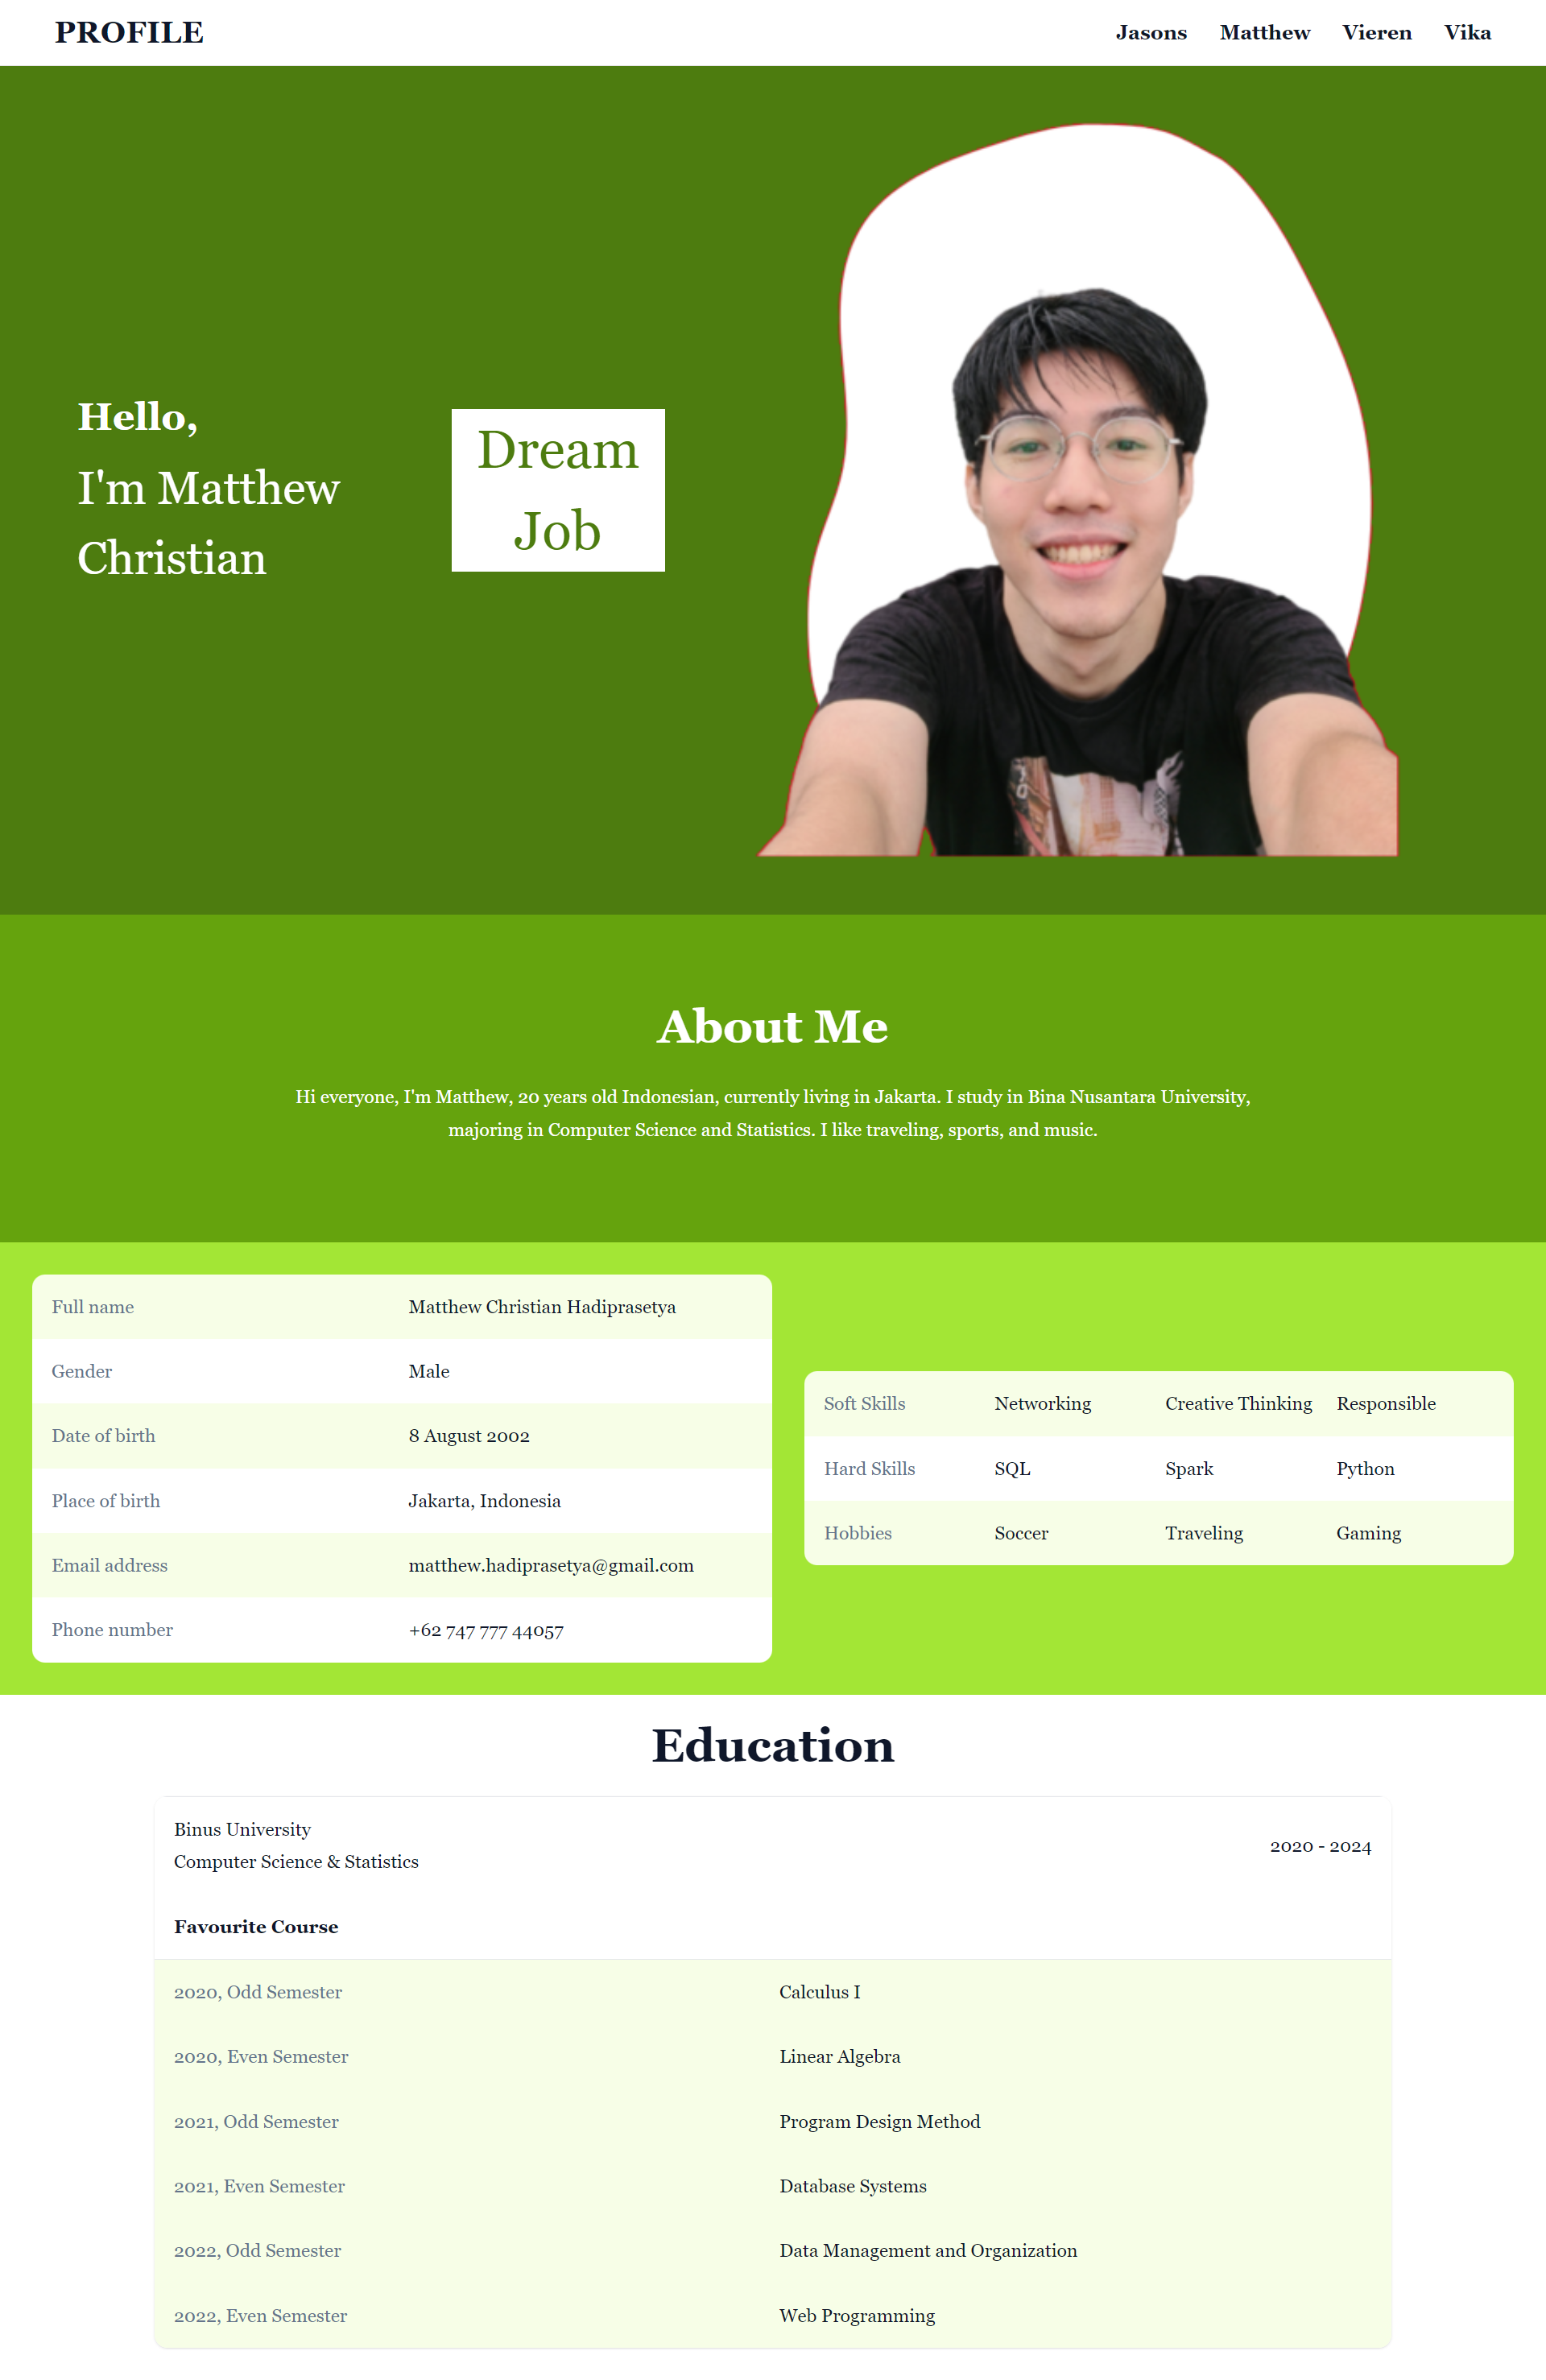 PROFILE
Jasons Matthew Vieren Vika
Hello,
I'm Matthew
Christian
Dream
Job
About Me
Hi everyone, I'm Matthew, 20 years old Indonesian, currently living in Jakarta. I study in Bina Nusantara University,
majoring in Computer Science and Statistics. I like traveling, sports, and music.
Full name Matthew Christian Hadiprasetya
Gender Male
Date of birth 8 August 2002
Place of birth Jakarta, Indonesia
Email address matthew.hadiprasetya@gmail.com
Phone number +62 747 777 44057
Soft Skills Networking Creative Thinking Responsible
Hard Skills SQL Spark Python
Hobbies Soccer Traveling Gaming
Education
Binus University
Computer Science & Statistics
2020 - 2024
Favourite Course
2020, Odd Semester Calculus I
2020, Even Semester Linear Algebra
2021, Odd Semester Program Design Method
2021, Even Semester Database Systems
2022, Odd Semester Data Management and Organization
2022, Even Semester Web Programming